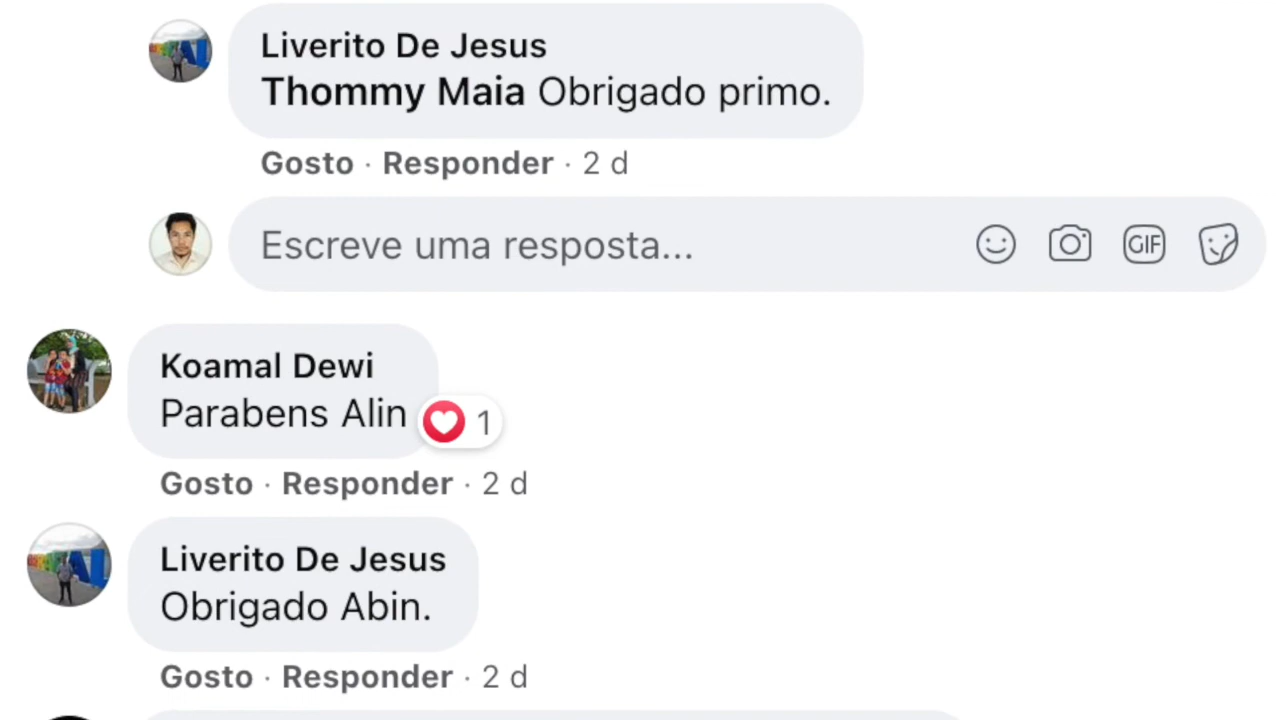 Liverito De Jesus
Thommy Maia Obrigado primo.
Gosto · Responder · 2 d
Escreve uma resposta...
GIF
Koamal Dewi
Parabens Alin
1
Gosto · Responder · 2 d
Liverito De Jesus
Obrigado Abin.
Gosto · Responder · 2 d